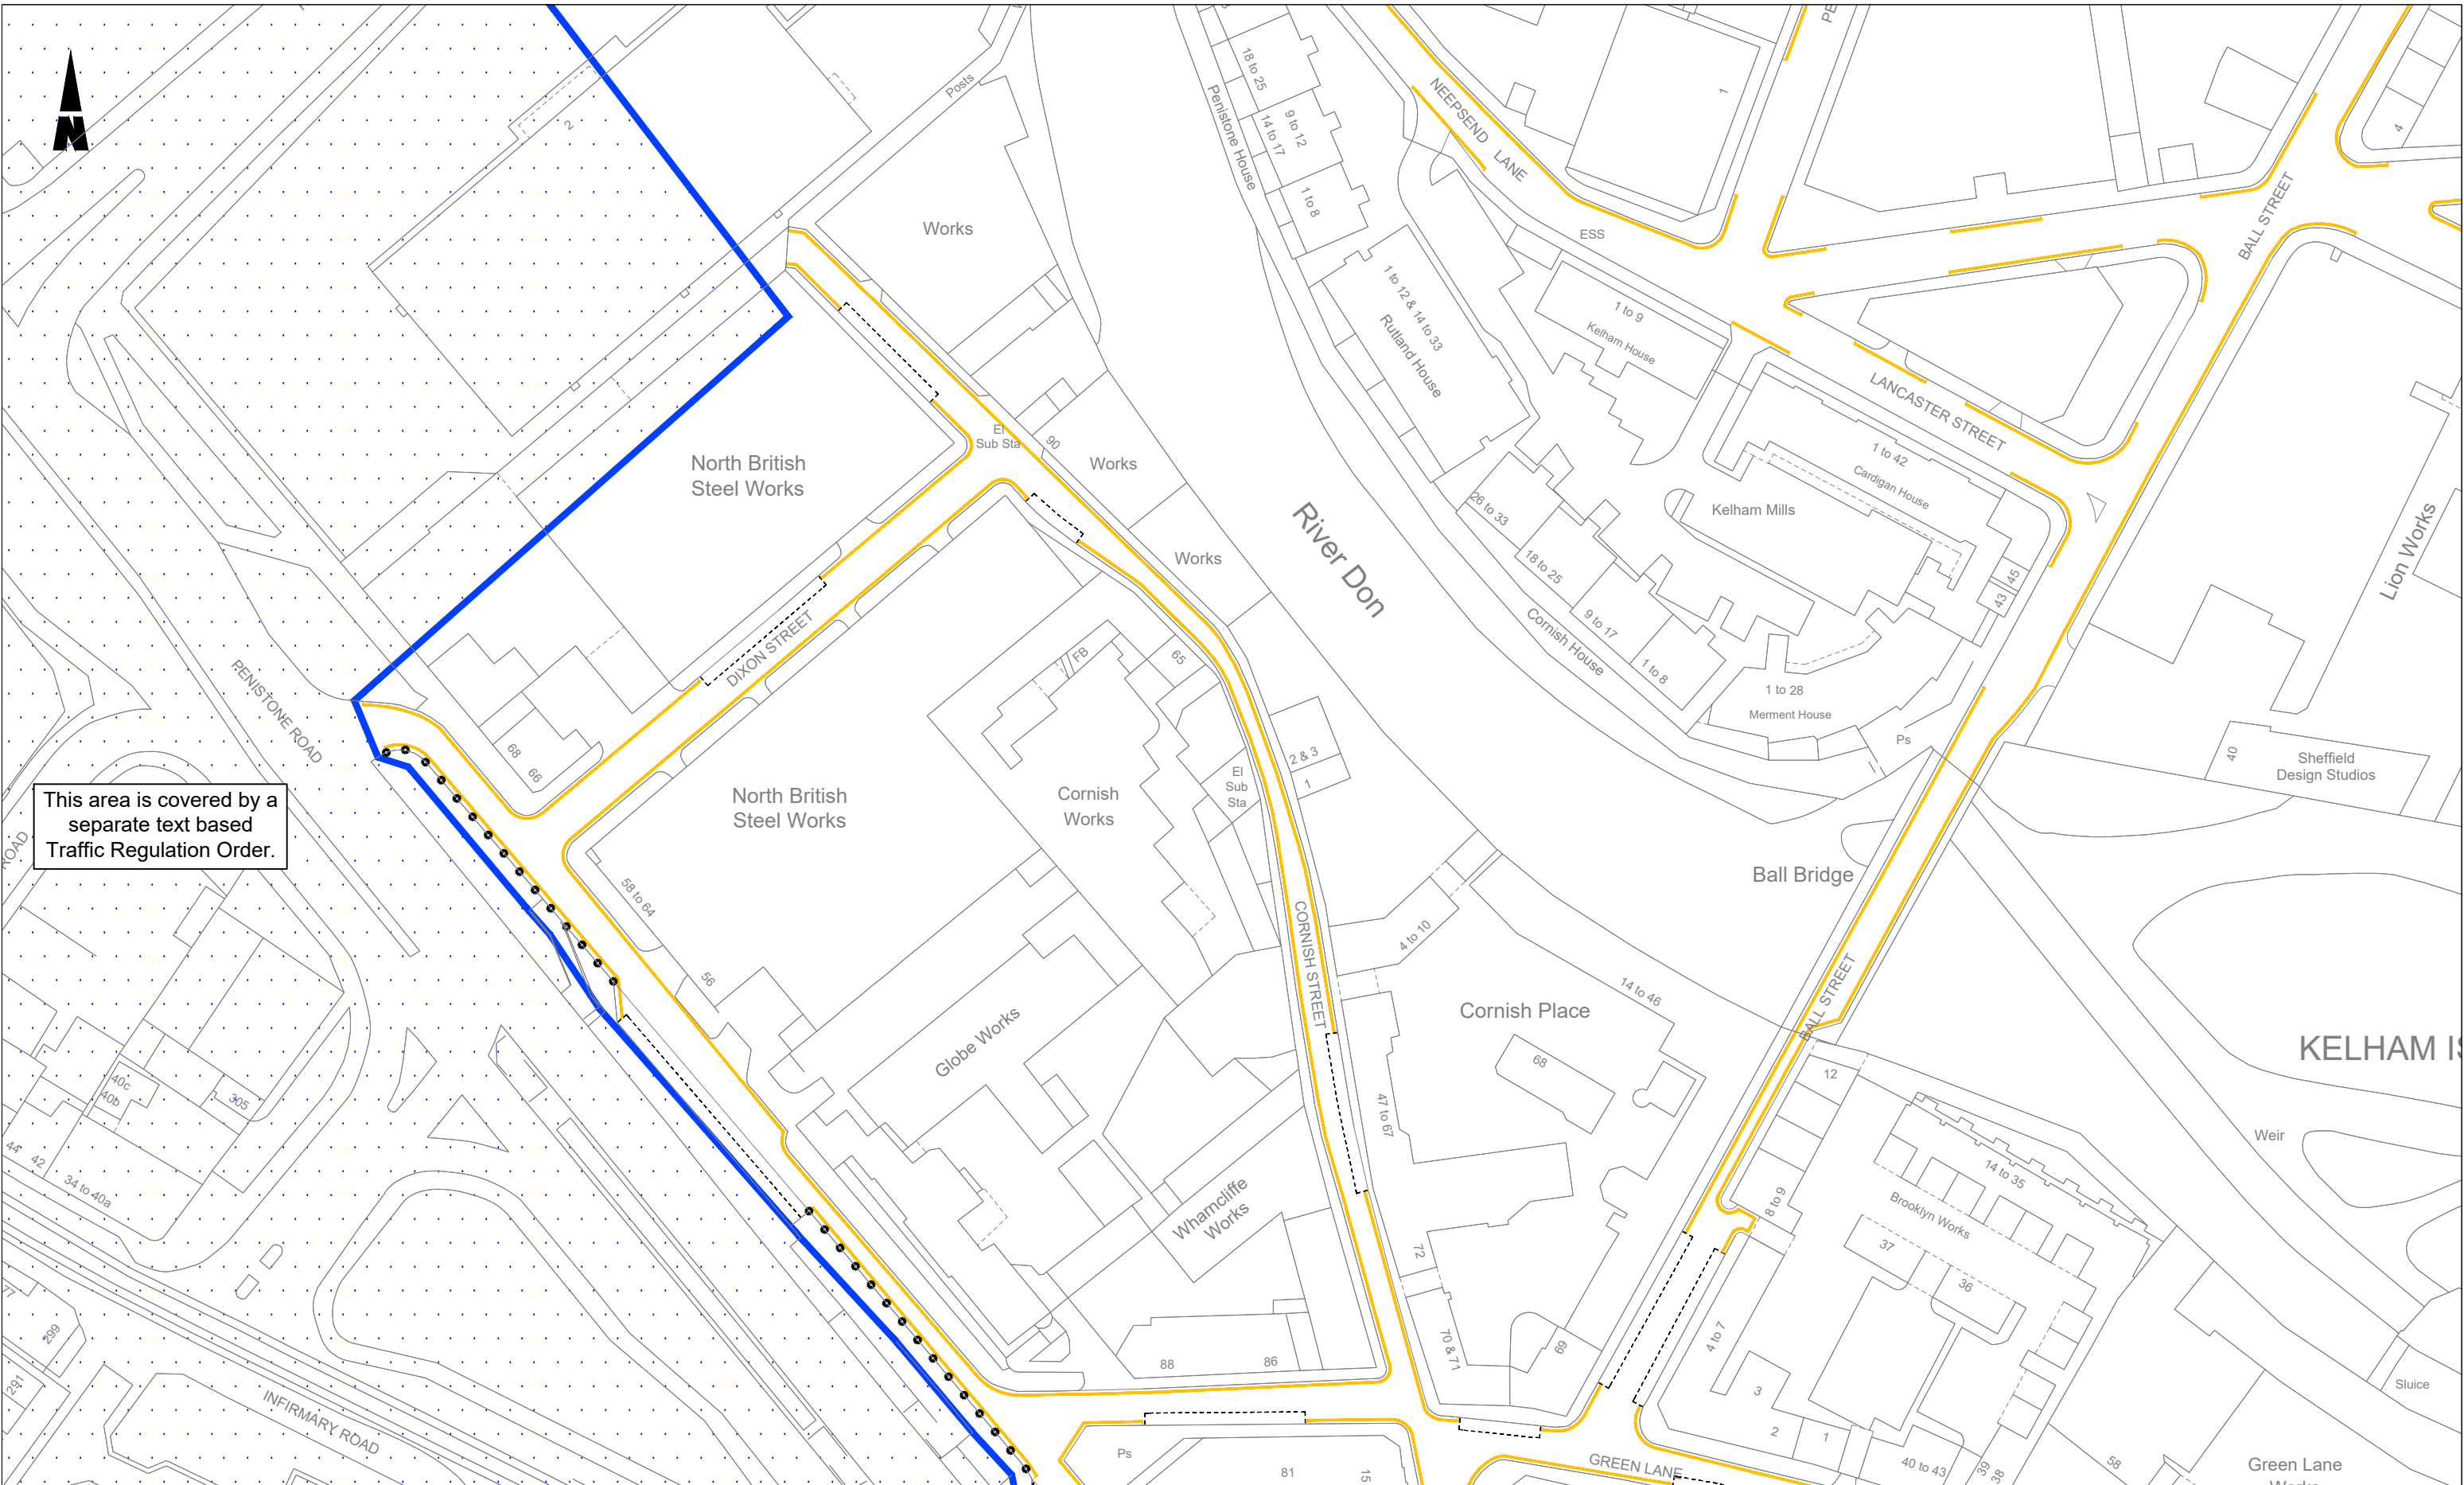 N
2
Posts
Works
Penistone House
18 to 25
9 to 12
14 to 17
1 to 8
NEEPSEND LANE
1
PE
4
BALL STREET
ESS
1 to 12 & 14 to 33
Rutland House
1 to 9
Kelham House
LANCASTER STREET
1 to 42
Cardigan House
Kelham Mills
El
Sub Sta
90
Works
Works
North British
Steel Works
River Don
26 to 33
18 to 25
9 to 17
1 to 8
Cornish House
45
43
Lion Works
1 to 28
Merment House
Ps
40
Sheffield
Design Studios
DIXON STREET
FB
65
PENISTONE ROAD
68
66
2 & 3
1
El
Sub
Sta
This area is covered by a
separate text based
Traffic Regulation Order.
ROAD
North British
Steel Works
Cornish
Works
58 to 64
56
Ball Bridge
4 to 10
CORNISH STREET
14 to 46
Cornish Place
68
BALL STREET
KELHAM IS
Globe Works
12
40c
40b
305
47 to 67
Weir
44
42
34 to 40a
14 to 35
Brooklyn Works
8 to 9
Wharncliffe
Works
72
37
36
77
299
4 to 7
70 & 71
69
88
86
3
2
1
291
INFIRMARY ROAD
Sluice
Ps
81
15
GREEN LANE
40 to 43
39
38
58
Green Lane
Works